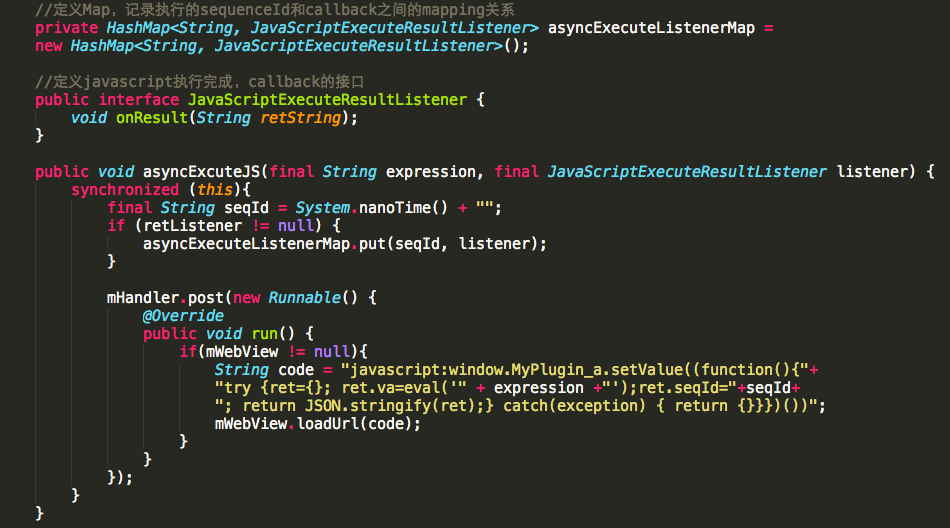 //定义Map，记录执行的sequenceId和callback之间的mapping关系
private HashMap<String, JavaScriptExecuteResultListener> asyncExecuteListenerMap =
new HashMap<String, JavaScriptExecuteResultListener>();
//定义javascript执行完成，callback的接口
public interface JavaScriptExecuteResultListener {
void onResult(String retString);
}
public void asyncExcuteJS(final String expression, final JavaScriptExecuteResultListener listener) {
synchronized (this){
final String seqId = System.nanoTime() + "";
if (retListener != null) {
asyncExecuteListenerMap.put(seqId, listener);
}
mHandler.post(new Runnable() {
@Override
public void run() {
if(mWebView != null){
String code = "javascript:window.MyPlugin_a.setValue((function(){"+
"try {ret={}; ret.va=eval('" + expression +"');ret.seqId="+seqId+
"; return JSON.stringify(ret);} catch(exception) { return {}}})())";
mWebView.loadUrl(code);
}
}
});
}
}